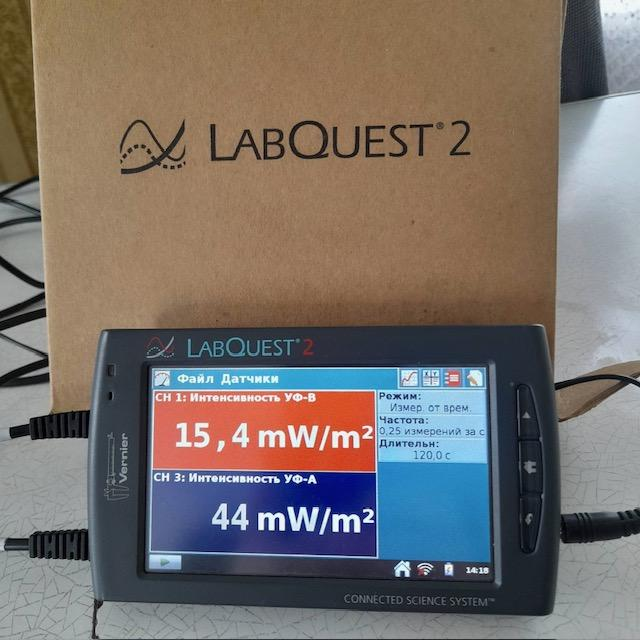 LABQUEST® 2
LABQUEST® 2
Файл Датчики
CH 1: Интенсивность УФ-В
15,4 mW/m²
CH 3: Интенсивность УФ-А
44 mW/m²
Режим:
Измер. от врем.
Частота:
0,25 измерений за с
Длительн:
120,0 с
14:18
Vernier
CONNECTED SCIENCE SYSTEM™